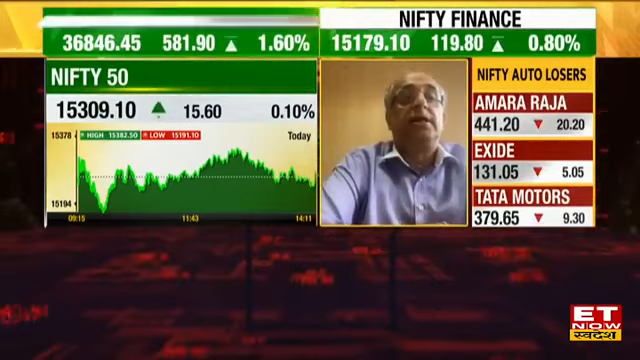 36846.45 581.90 1.60%
NIFTY FINANCE
15179.10 119.80 0.80%
NIFTY 50
15309.10 15.60 0.10%
15378 HIGH 15382.50 LOW 15191.10 Today
15194
09:15 11:43 14:11
NIFTY AUTO LOSERS
AMARA RAJA
441.20 20.20
EXIDE
131.05 5.05
TATA MOTORS
379.65 9.30
ET
NOW
स्वदेश